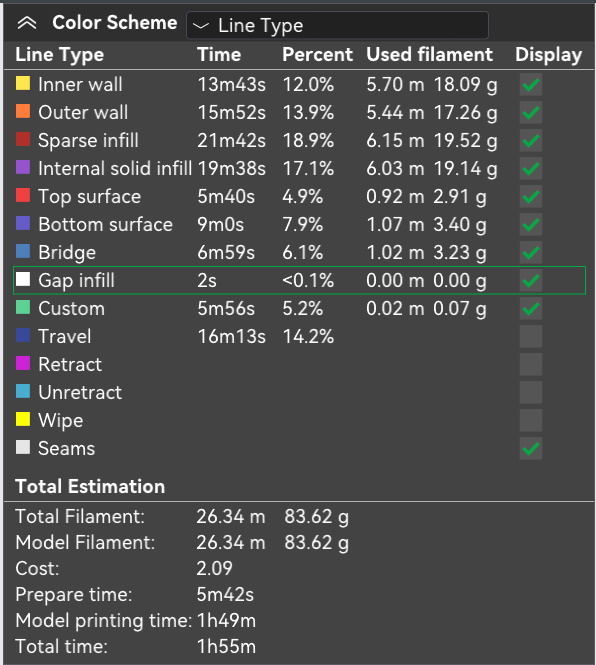 Color Scheme Line Type
Line Type Time Percent Used filament Display
Inner wall 13m43s 12.0% 5.70 m 18.09 g
Outer wall 15m52s 13.9% 5.44 m 17.26 g
Sparse infill 21m42s 18.9% 6.15 m 19.52 g
Internal solid infill 19m38s 17.1% 6.03 m 19.14 g
Top surface 5m40s 4.9% 0.92 m 2.91 g
Bottom surface 9m0s 7.9% 1.07 m 3.40 g
Bridge 6m59s 6.1% 1.02 m 3.23 g
Gap infill 2s <0.1% 0.00 m 0.00 g
Custom 5m56s 5.2% 0.02 m 0.07 g
Travel 16m13s 14.2%
Retract
Unretract
Wipe
Seams
Total Estimation
Total Filament: 26.34 m 83.62 g
Model Filament: 26.34 m 83.62 g
Cost: 2.09
Prepare time: 5m42s
Model printing time: 1h49m
Total time: 1h55m